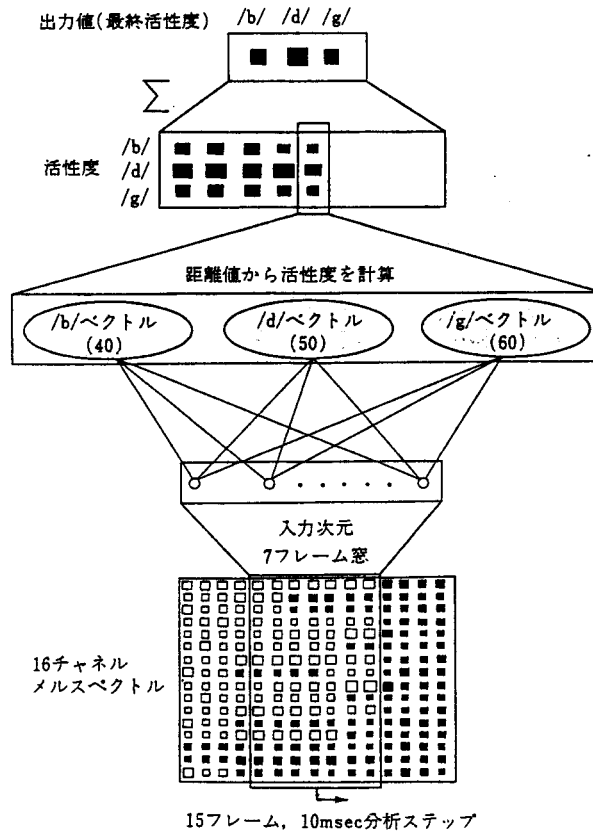 出力値(最終活性度) /b/ /d/ /g/
Σ
活性度
/b/
/d/
/g/
距離値から活性度を計算
/b/ベクトル
(40)
/d/ベクトル
(50)
/g/ベクトル
(60)
入力次元
7フレーム窓
16チャネル
メルスペクトル
15フレーム, 10msec分析ステップ